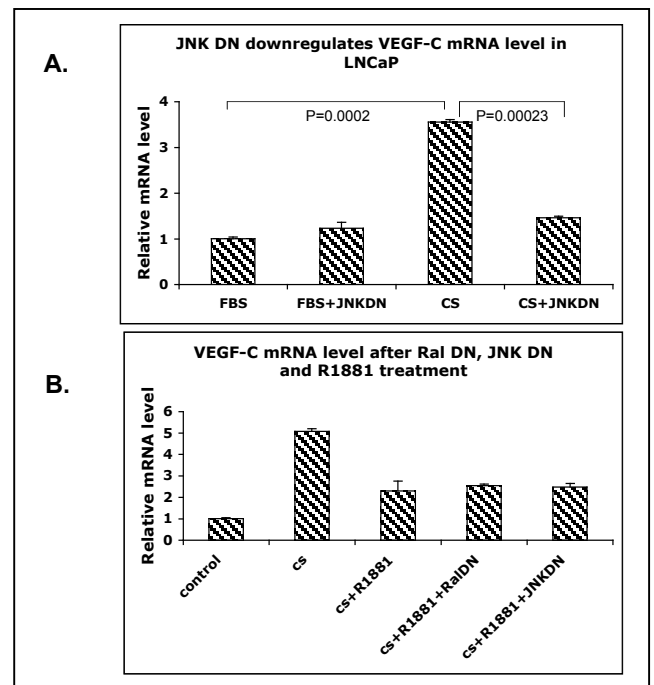 A.
JNK DN downregulates VEGF-C mRNA level in
LNCaP
Relative mRNA level
4
3
2
1
0
P=0.0002
P=0.00023
FBS
FBS+JNKDN
CS
CS+JNKDN
B.
VEGF-C mRNA level after Ral DN, JNK DN
and R1881 treatment
Relative mRNA level
6
5
4
3
2
1
0
control
cs
cs+R1881
cs+R1881+RalDN
cs+R1881+JNKDN